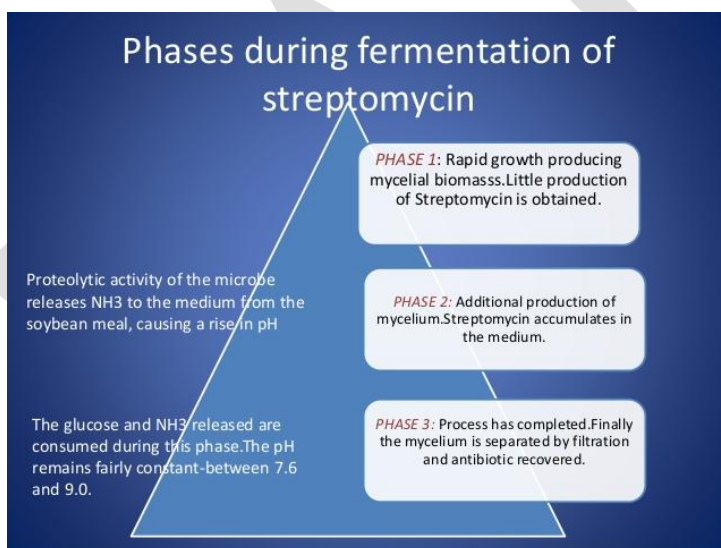 Phases during fermentation of
streptomycin
PHASE 1: Rapid growth producing
mycelial biomasss.Little production
of Streptomycin is obtained.
Proteolytic activity of the microbe
releases NH3 to the medium from the
soybean meal, causing a rise in pH
PHASE 2: Additional production of
mycelium.Streptomycin accumulates in
the medium.
The glucose and NH3 released are
consumed during this phase.The pH
remains fairly constant-between 7.6
and 9.0.
PHASE 3: Process has completed.Finally
the mycelium is separated by filtration
and antibiotic recovered.